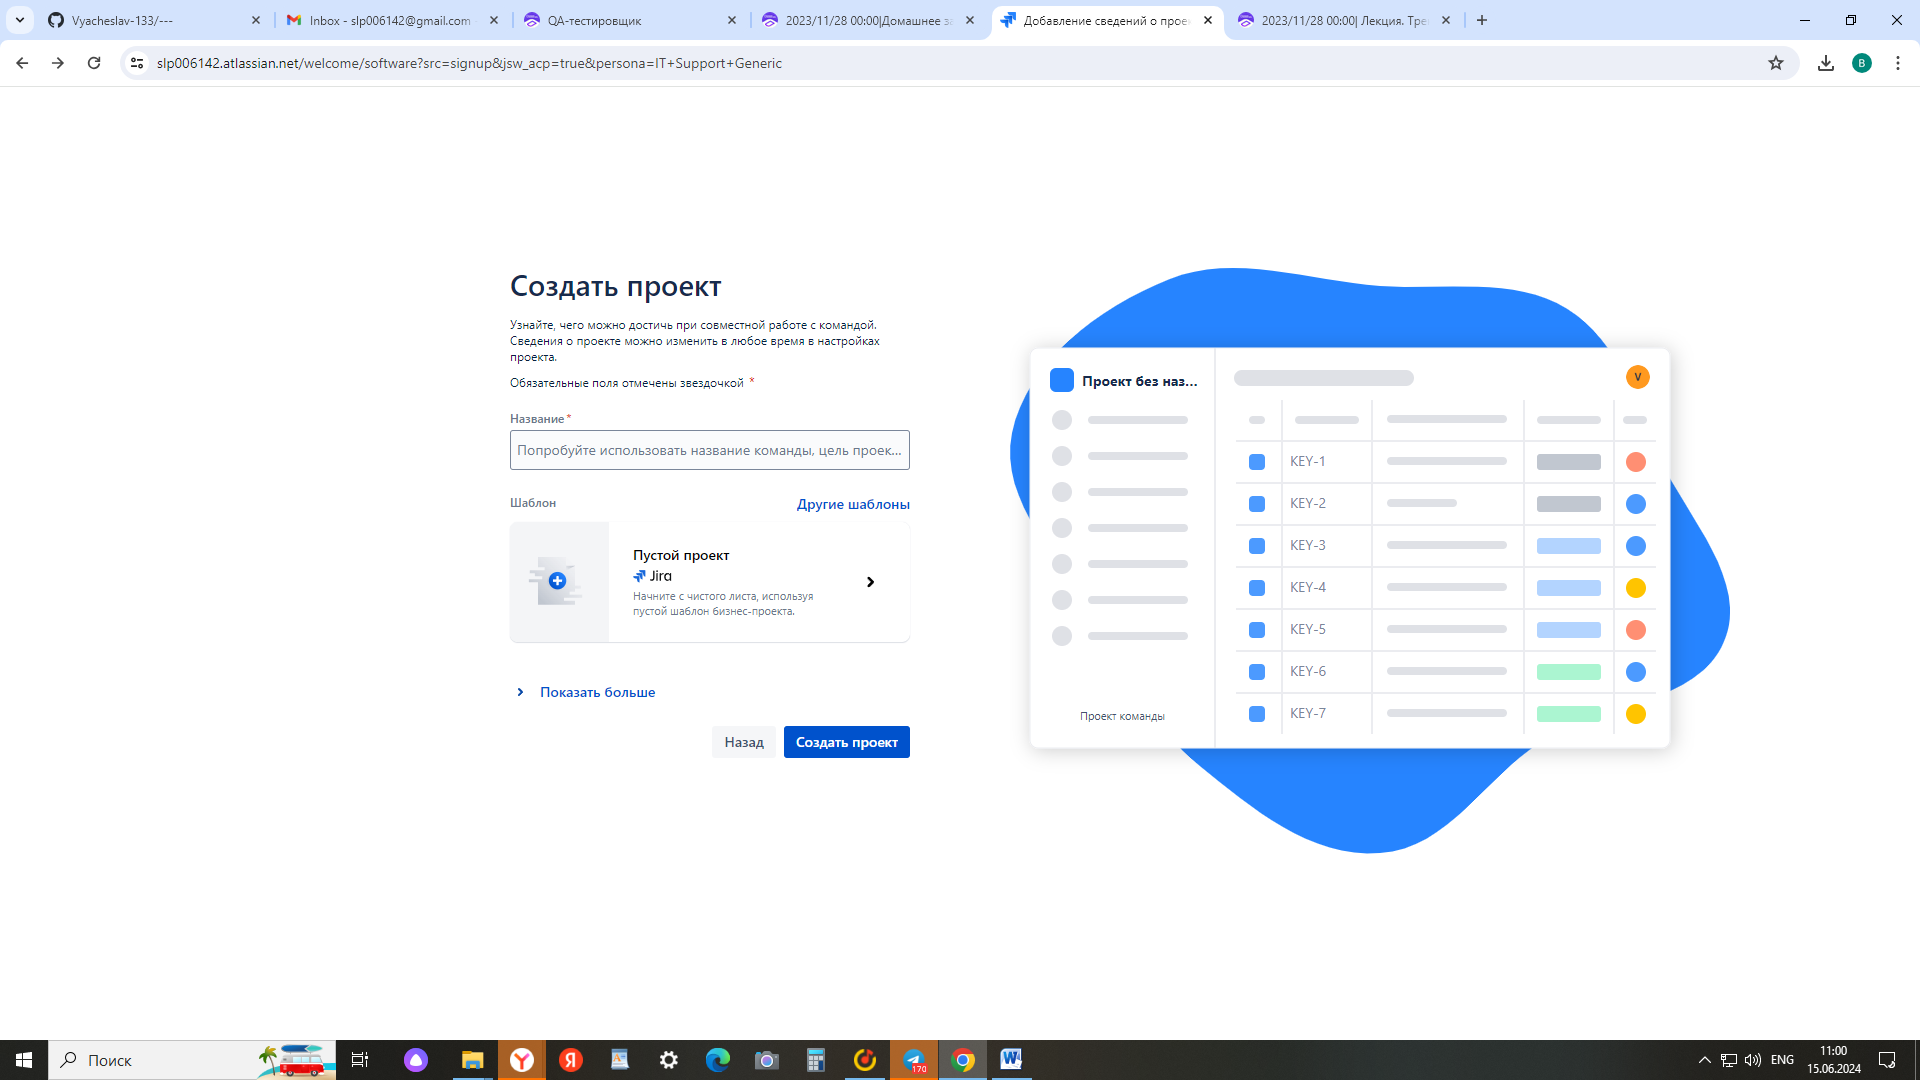 Vyacheslav-133/---
Inbox - slp006142@gmail.com
QA-тестировщик
2023/11/28 00:00|Домашнее за
Добавление сведений о проек
2023/11/28 00:00| Лекция. Тре
slp006142.atlassian.net/welcome/software?src=signup&jsw_acp=true&persona=IT+Support+Generic
В
Создать проект
Узнайте, чего можно достичь при совместной работе с командой.
Сведения о проекте можно изменить в любое время в настройках
проекта.
Обязательные поля отмечены звездочкой *
Название *
Попробуйте использовать название команды, цель проек...
Шаблон
Другие шаблоны
Пустой проект
Jira
Начните с чистого листа, используя
пустой шаблон бизнес-проекта.
Показать больше
Назад
Создать проект
Проект без наз...
V
KEY-1
KEY-2
KEY-3
KEY-4
KEY-5
KEY-6
KEY-7
Проект команды
Поиск
170
ENG
11:00
15.06.2024